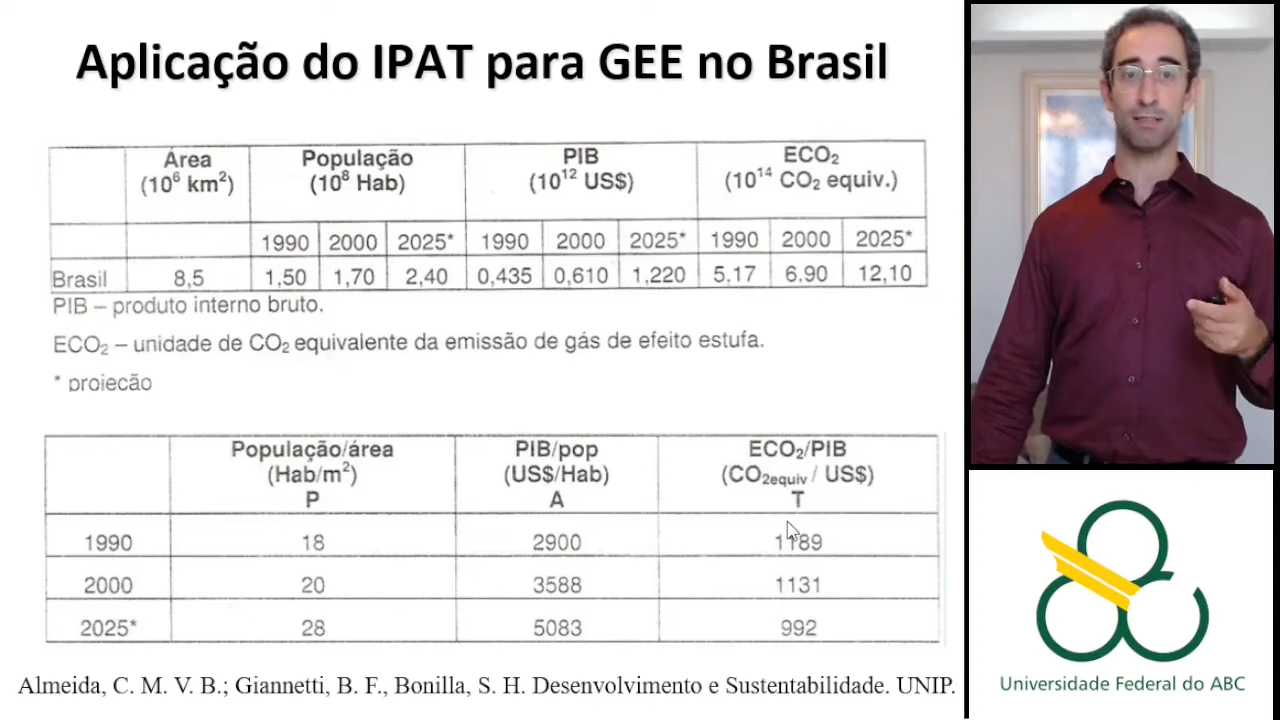 Aplicação do IPAT para GEE no Brasil
Área População PIB ECO₂
(10⁶ km²) (10⁸ Hab) (10¹² US$) (10¹⁴ CO₂ equiv.)
1990 2000 2025* 1990 2000 2025* 1990 2000 2025*
Brasil 8,5 1,50 1,70 2,40 0,435 0,610 1,220 5.17 6.90 12,10
PIB – produto interno bruto.
ECO₂ – unidade de CO₂ equivalente da emissão de gás de efeito estufa.
* projeção
População/área PIB/pop ECO₂/PIB
(Hab/m²) (US$/Hab) (CO₂equiv / US$)
P A T
1990 18 2900 1189
2000 20 3588 1131
2025* 28 5083 992
Almeida, C. M. V. B.; Giannetti, B. F., Bonilla, S. H. Desenvolvimento e Sustentabilidade. UNIP.
Universidade Federal do ABC